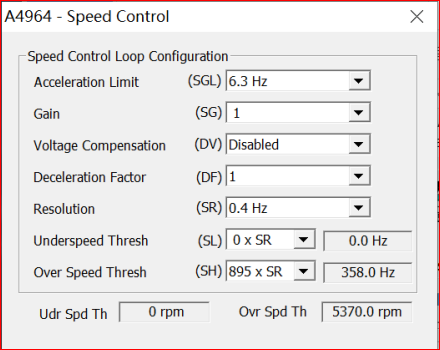 A4964 - Speed Control
Speed Control Loop Configuration
Acceleration Limit (SGL) 6.3 Hz
Gain (SG) 1
Voltage Compensation (DV) Disabled
Deceleration Factor (DF) 1
Resolution (SR) 0.4 Hz
Underspeed Thresh (SL) 0 x SR 0.0 Hz
Over Speed Thresh (SH) 895 x SR 358.0 Hz
Udr Spd Th 0 rpm Ovr Spd Th 5370.0 rpm